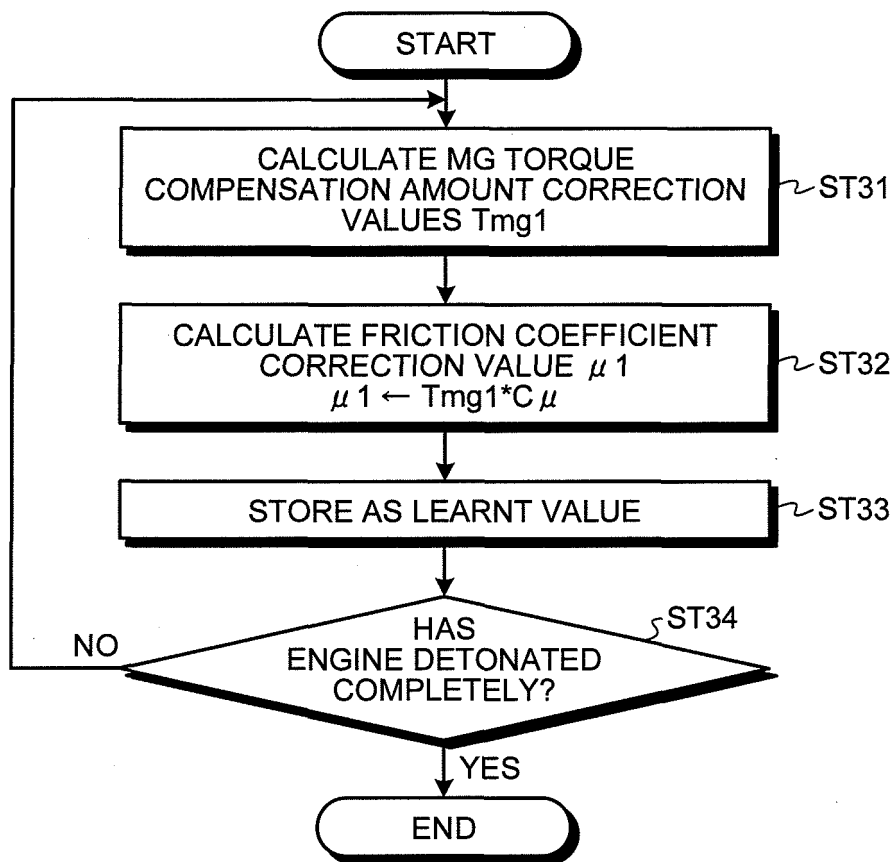 START
CALCULATE MG TORQUE
COMPENSATION AMOUNT CORRECTION
VALUES Tmg1
ST31
CALCULATE FRICTION COEFFICIENT
CORRECTION VALUE μ1
μ1 ← Tmg1*Cμ
ST32
STORE AS LEARNT VALUE
ST33
HAS
ENGINE DETONATED
COMPLETELY?
ST34
NO
YES
END